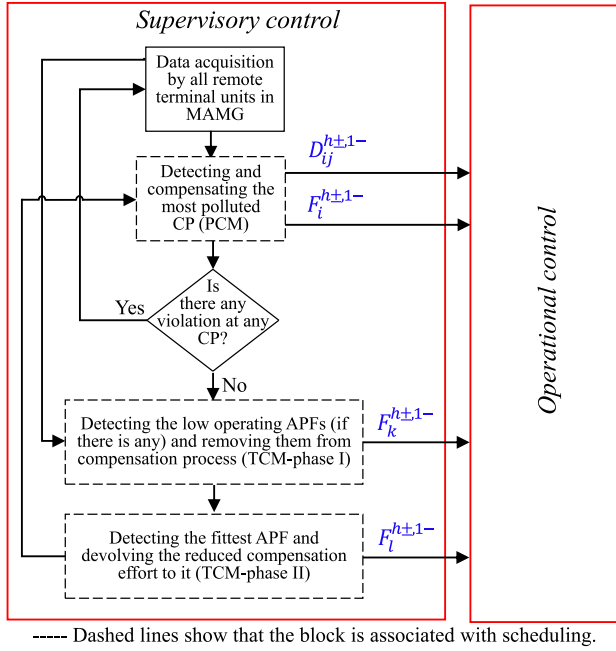 Supervisory control
Data acquisition
by all remote
terminal units in
MAMG
Detecting and
compensating the
most polluted
CP (PCM)
D_{ij}^{h±,1−}
F_i^{h±,1−}
Is
there any
violation at any
CP?
Yes
No
Detecting the low operating APFs (if
there is any) and removing them from
compensation process (TCM-phase I)
F_k^{h±,1−}
Detecting the fittest APF and
devolving the reduced compensation
effort to it (TCM-phase II)
F_l^{h±,1−}
Operational control
----- Dashed lines show that the block is associated with scheduling.